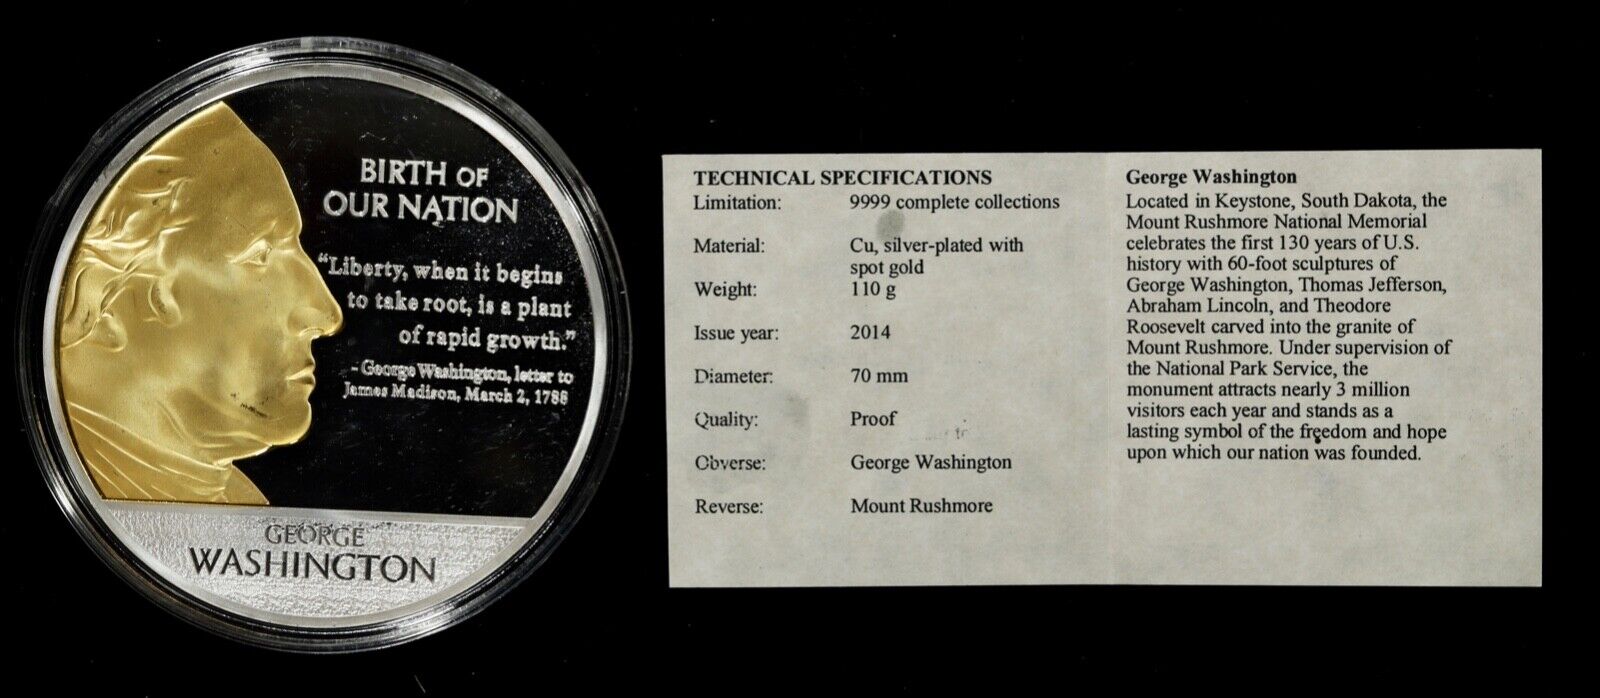 BIRTH OF
OUR NATION
“Liberty, when it begins
to take root, is a plant
of rapid growth.”
- George Washington, letter to
James Madison, March 2, 1788
GEORGE
WASHINGTON
TECHNICAL SPECIFICATIONS
Limitation: 9999 complete collections
Material: Cu, silver-plated with
spot gold
Weight: 110 g
Issue year: 2014
Diameter: 70 mm
Quality: Proof
Obverse: George Washington
Reverse: Mount Rushmore
George Washington
Located in Keystone, South Dakota, the
Mount Rushmore National Memorial
celebrates the first 130 years of U.S.
history with 60-foot sculptures of
George Washington, Thomas Jefferson,
Abraham Lincoln, and Theodore
Roosevelt carved into the granite of
Mount Rushmore. Under supervision of
the National Park Service, the
monument attracts nearly 3 million
visitors each year and stands as a
lasting symbol of the freedom and hope
upon which our nation was founded.